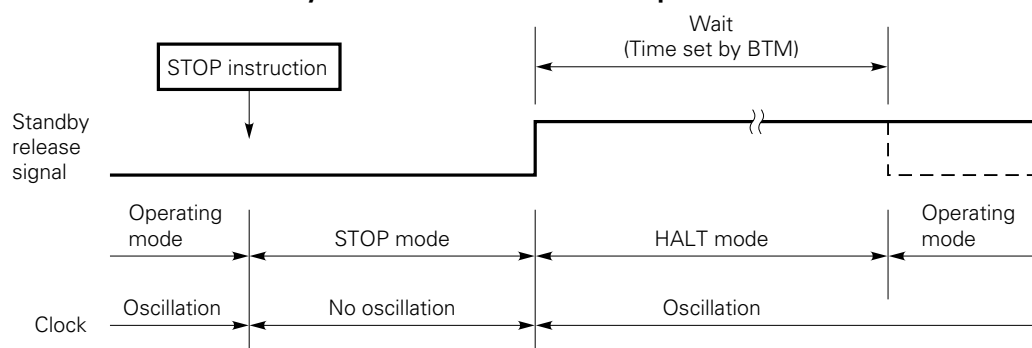 Wait
(Time set by BTM)
STOP instruction
Standby
release
signal
Operating
mode
STOP mode
HALT mode
Operating
mode
Clock
Oscillation
No oscillation
Oscillation